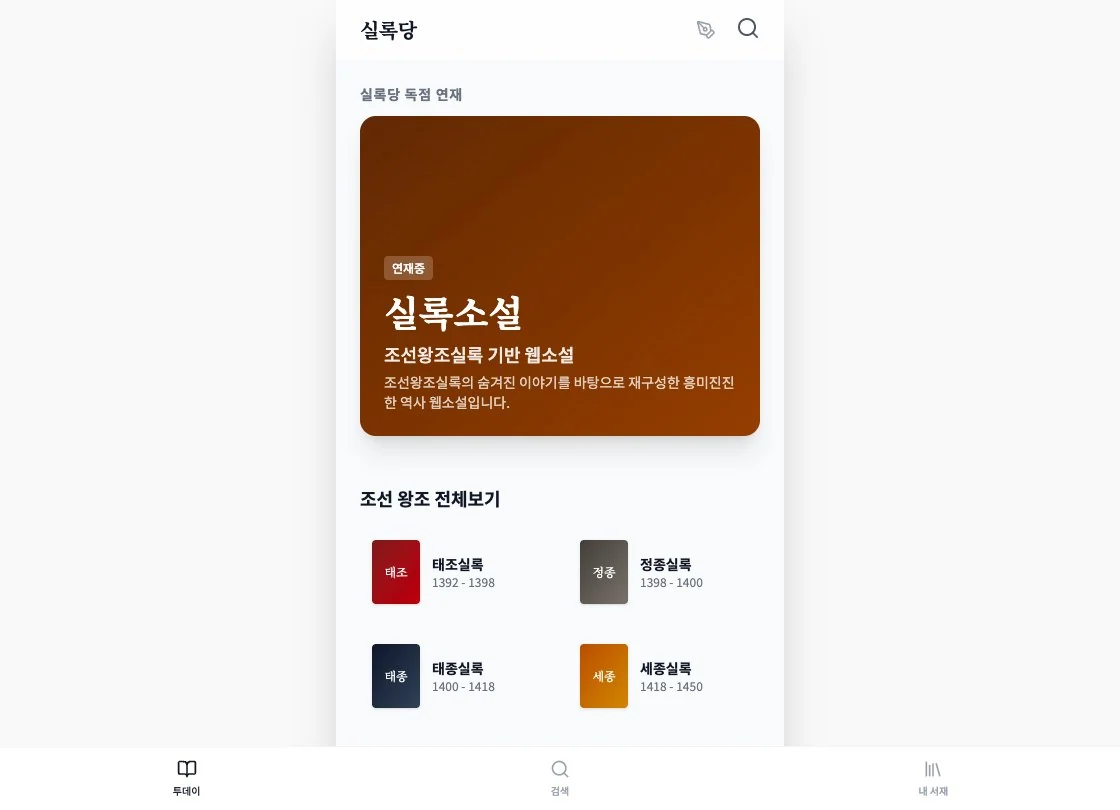 실록당
실록당 독점 연재
연재중
실록소설
조선왕조실록 기반 웹소설
조선왕조실록의 숨겨진 이야기를 바탕으로 재구성한 흥미진진
한 역사 웹소설입니다.
조선 왕조 전체보기
태조
태조실록
1392 - 1398
정종
정종실록
1398 - 1400
태종
태종실록
1400 - 1418
세종
세종실록
1418 - 1450
투데이
검색
내 서재